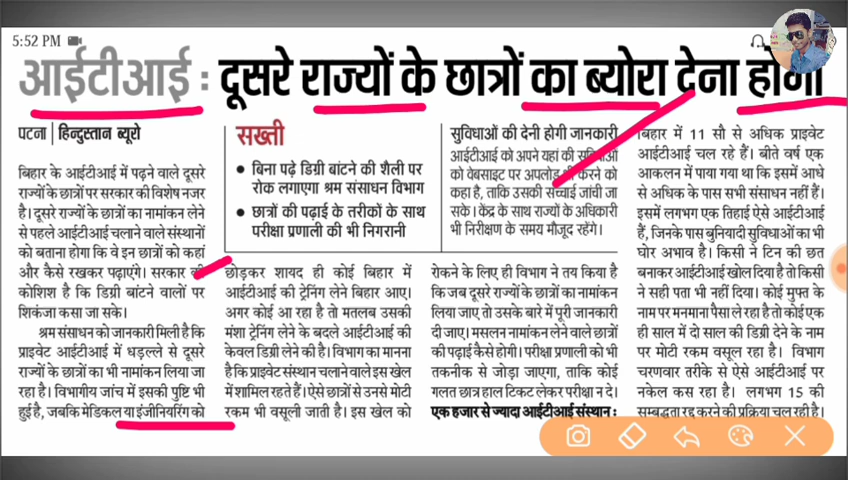 5:52 PM
आईटीआई : दूसरे राज्यों के छात्रों का ब्योरा देना होगा
पटना | हिन्दुस्तान ब्यूरो
बिहार के आईटीआई में पढ़ने वाले दूसरे
राज्यों के छात्रों पर सरकार की विशेष नजर
है। दूसरे राज्यों के छात्रों का नामांकन लेने
से पहले आईटीआई चलाने वाले संस्थानों
को बताना होगा कि वे इन छात्रों को कहां
और कैसे रखकर पढ़ाएंगे। सरकार की
कोशिश है कि डिग्री बांटने वालों पर
शिकंजा कसा जा सके।
श्रम संसाधन को जानकारी मिली है कि
प्राइवेट आईटीआई में धड़ल्ले से दूसरे
राज्यों के छात्रों का भी नामांकन लिया जा
रहा है। विभागीय जांच में इसकी पुष्टि भी
हुई है, जबकि मेडिकल या इंजीनियरिंग को
सख्ती
• बिना पढ़े डिग्री बांटने की शैली पर
रोक लगाएगा श्रम संसाधन विभाग
• छात्रों की पढ़ाई के तरीकों के साथ
परीक्षा प्रणाली की भी निगरानी
सुविधाओं की देनी होगी जानकारी
आईटीआई को अपने यहां की सुविधाओं
को वेबसाइट पर अपलोड भी करने को
कहा है, ताकि उसकी सच्चाई जांची जा
सके। केंद्र के साथ राज्यों के अधिकारी
भी निरीक्षण के समय मौजूद रहेंगे।
छोड़कर शायद ही कोई बिहार में
आईटीआई की ट्रेनिंग लेने बिहार आए।
अगर कोई आ रहा है तो मतलब उसकी
मंशा ट्रेनिंग लेने के बदले आईटीआई की
केवल डिग्री लेने की है। विभाग का मानना
है कि प्राइवेट संस्थान चलाने वाले इस खेल
में शामिल रहते हैं। ऐसे छात्रों से उनसे मोटी
रकम भी वसूली जाती है। इस खेल को
रोकने के लिए ही विभाग ने तय किया है
कि जब दूसरे राज्यों के छात्रों का नामांकन
लिया जाए तो उसके बारे में पूरी जानकारी
दी जाए। मसलन नामांकन लेने वाले छात्रों
की पढ़ाई कैसे होगी। परीक्षा प्रणाली को भी
तकनीक से जोड़ा जाएगा, ताकि कोई
गलत छात्र हाल टिकट लेकर परीक्षा न दे।
एक हजार से ज्यादा आईटीआई संस्थान :
बिहार में 11 सौ से अधिक प्राइवेट
आईटीआई चल रहे हैं। बीते वर्ष एक
आकलन में पाया गया था कि इसमें आधे
से अधिक के पास सभी संसाधन नहीं हैं।
इसमें लगभग एक तिहाई ऐसे आईटीआई
हैं, जिनके पास बुनियादी सुविधाओं का भी
घोर अभाव है। किसी ने टिन की छत
बनाकर आईटीआई खोल दिया है तो किसी
ने सही पता भी नहीं दिया। कोई मुफ्त के
नाम पर मनमाना पैसा ले रहा है तो कोई एक
ही साल में दो साल की डिग्री देने के नाम
पर मोटी रकम वसूल रहा है। विभाग
चरणवार तरीके से ऐसे आईटीआई पर
नकेल कस रहा है। लगभग 15 की
सम्बद्धता रद्द करने की प्रक्रिया चल रही है।